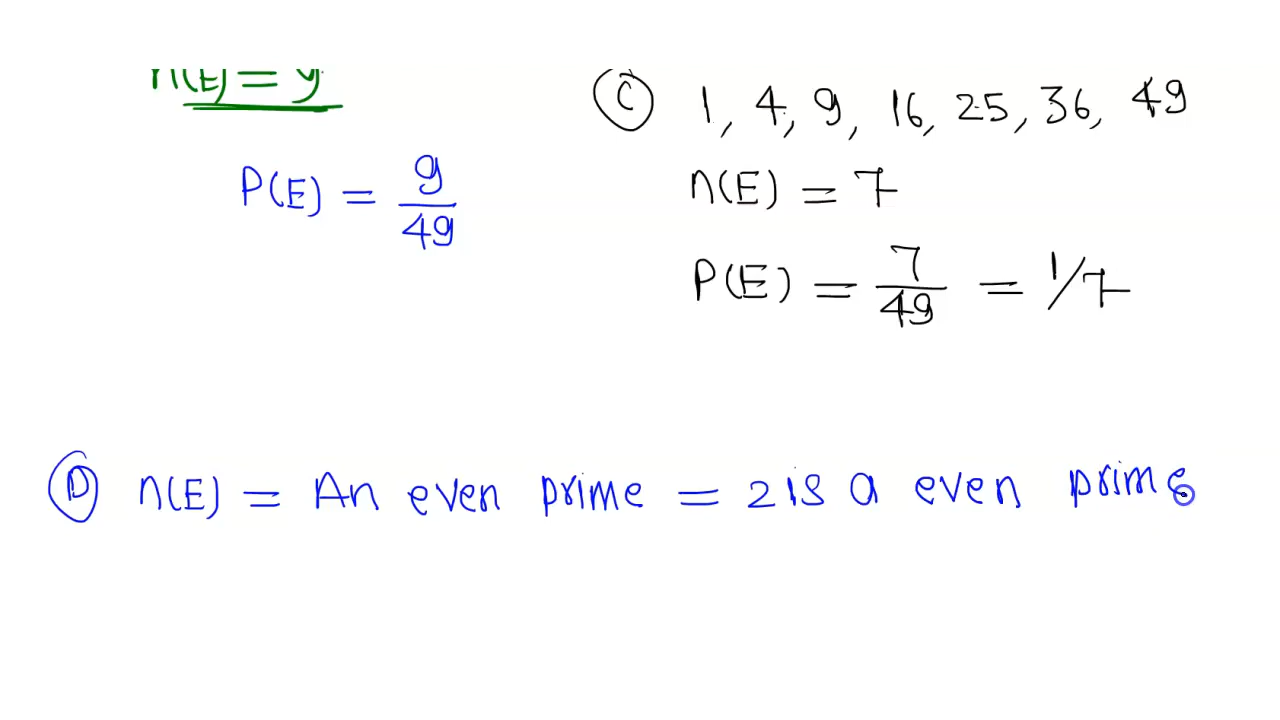 n(E) = 9
P(E) = 9/49
C 1, 4, 9, 16, 25, 36, 49
n(E) = 7
P(E) = 7/49 = 1/7
D n(E) = An even prime = 2 is a even prime